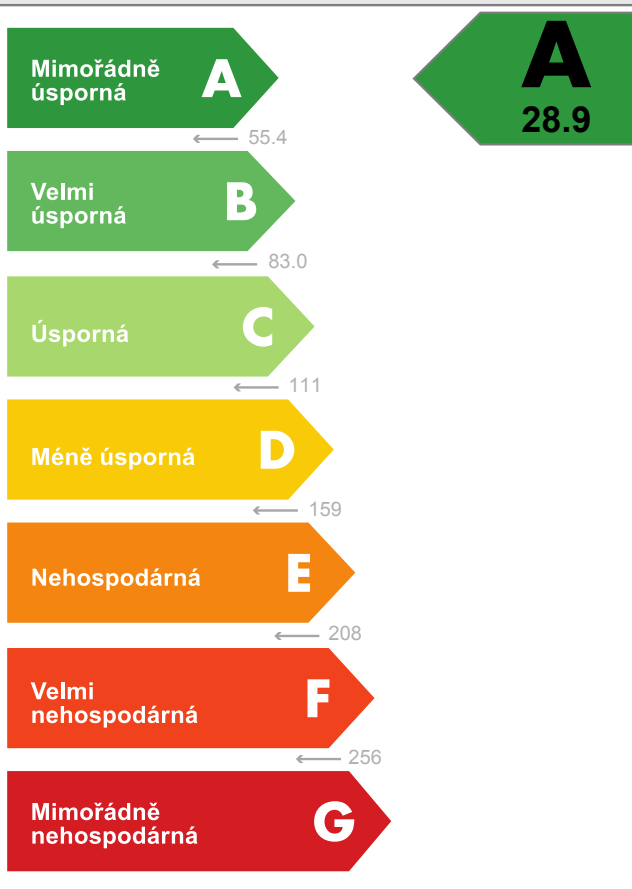 Mimořádně
úsporná
A
A
28.9
← 55.4
Velmi
úsporná
B
← 83.0
Úsporná
C
← 111
Méně úsporná
D
← 159
Nehospodárná
E
← 208
Velmi
nehospodárná
F
← 256
Mimořádně
nehospodárná
G